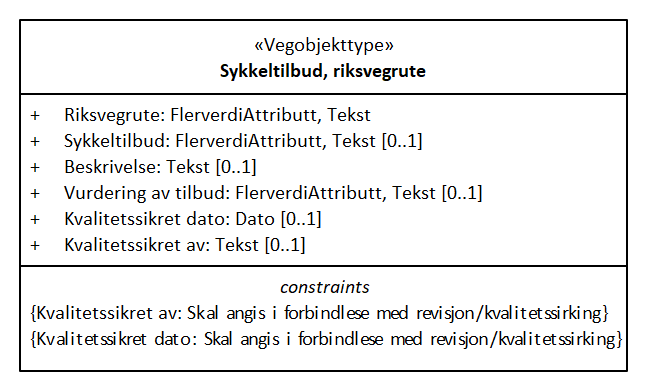 «Vegobjekttype»
Sykkeltilbud, riksvegrute
+ Riksvegrute: FlerverdiAttributt, Tekst
+ Sykkeltilbud: FlerverdiAttributt, Tekst [0..1]
+ Beskrivelse: Tekst [0..1]
+ Vurdering av tilbud: FlerverdiAttributt, Tekst [0..1]
+ Kvalitetssikret dato: Dato [0..1]
+ Kvalitetssikret av: Tekst [0..1]
constraints
{Kvalitetssikret av: Skal angis i forbindlese med revisjon/kvalitetssirking}
{Kvalitetssikret dato: Skal angis i forbindlese med revisjon/kvalitetssirking}